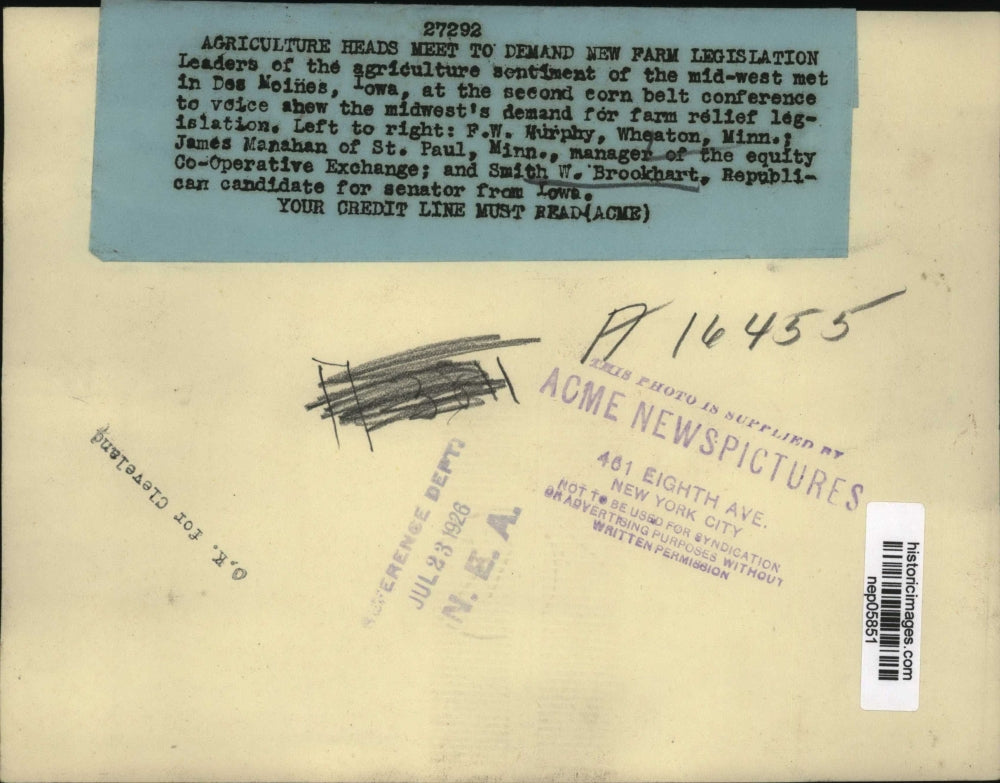 27292
AGRICULTURE HEADS MEET TO DEMAND NEW FARM LEGISLATION
Leaders of the agriculture sentiment of the mid-west met
in Des Moines, Iowa, at the second corn belt conference
to voice anew the midwest's demand for farm relief leg-
islation. Left to right: F.W. Murphy, Wheaton, Minn.;
James Manahan of St. Paul, Minn., manager of the equity
Co-Operative Exchange; and Smith W. Brookhart, Republi-
can candidate for senator from Iowa.
YOUR CREDIT LINE MUST READ(ACME)
A 16455
THIS PHOTO IS SUPPLIED BY
ACME NEWSPICTURES
461 EIGHTH AVE.
NEW YORK CITY
NOT TO BE USED FOR SYNDICATION
OR ADVERTISING PURPOSES WITHOUT
WRITTEN PERMISSION
REFERENCE DEPT.
JUL 23 1926
N. E. A.
O.K. for Cleveland
historicimages.com
nep05851